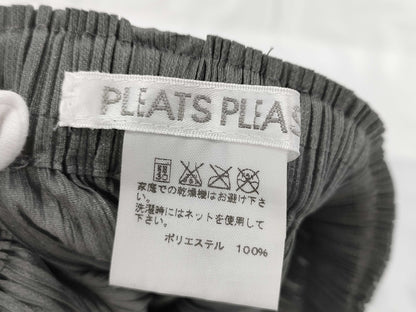 PLEATS PLEAS
家庭での乾燥機はお避け下さ
い。
洗濯時にはネットを使用して
下さい。
ポリエステル 100%